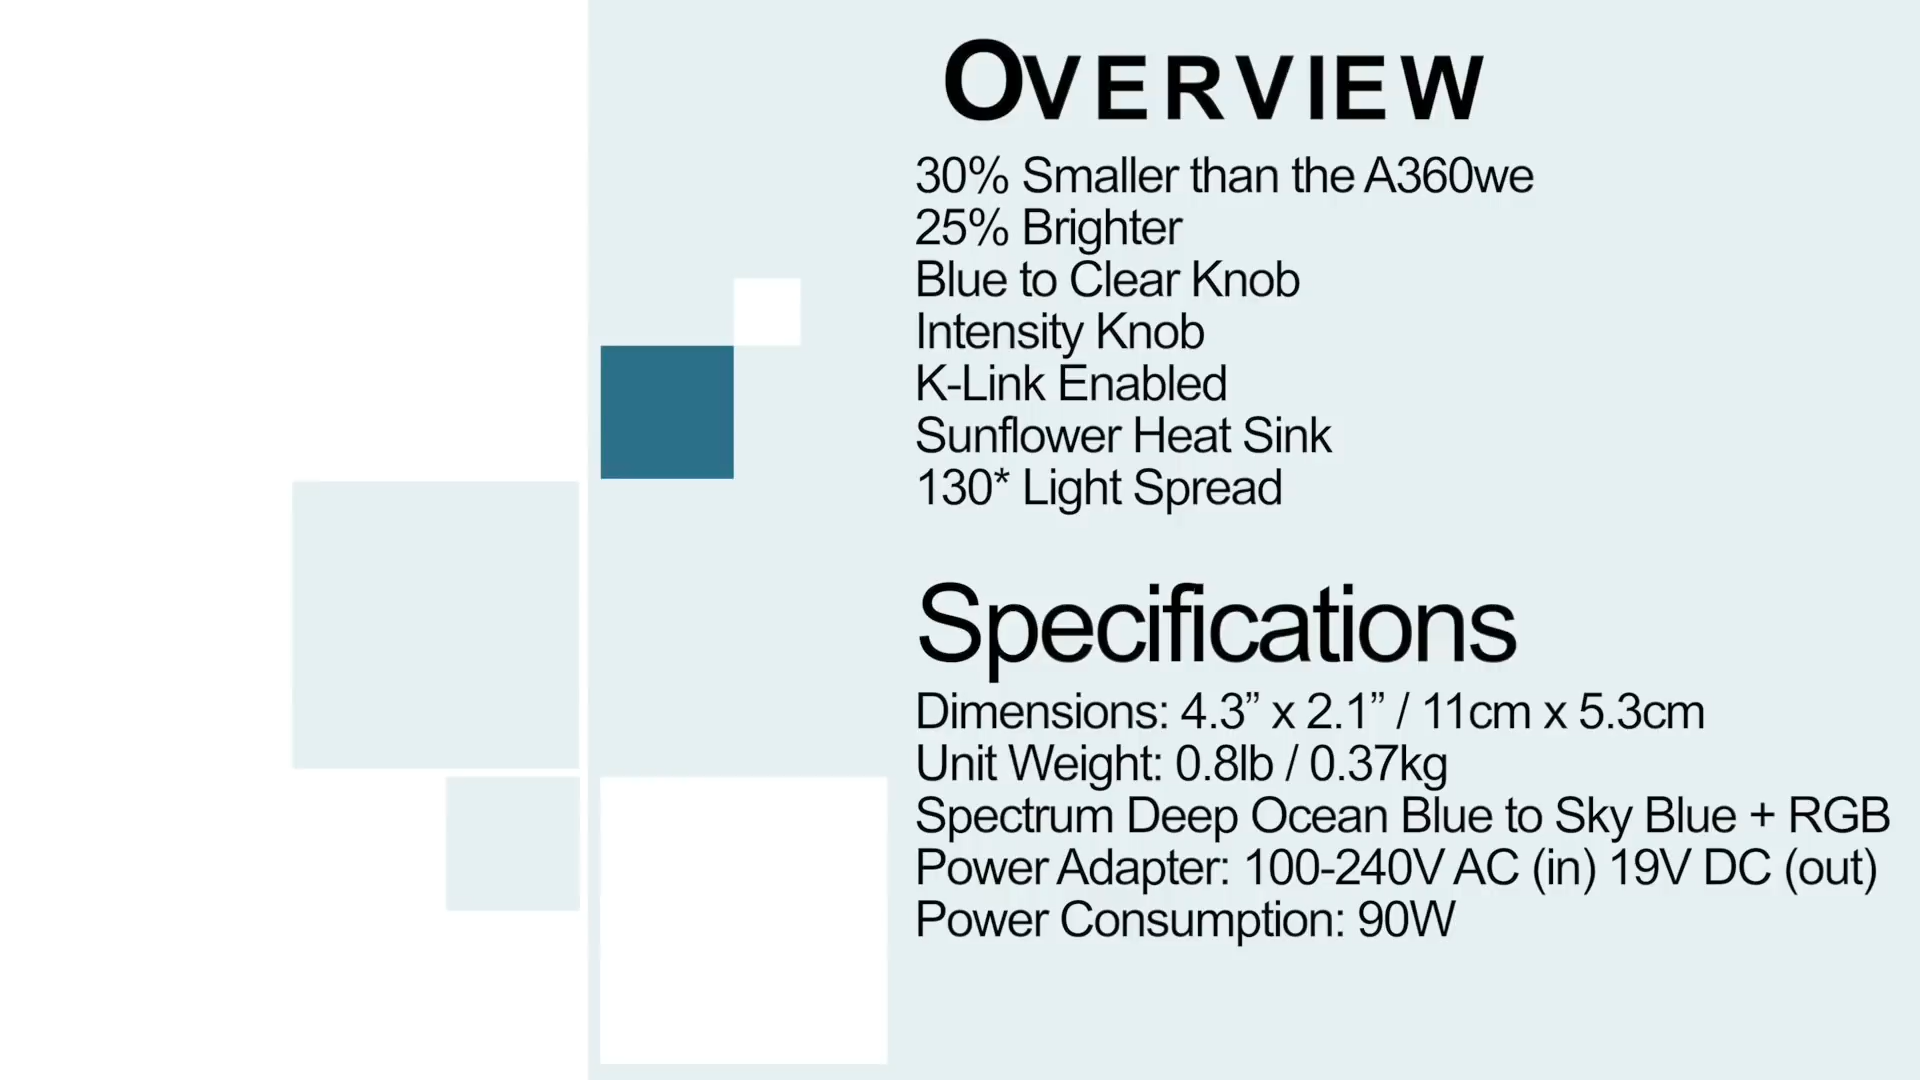 OVERVIEW
30% Smaller than the A360we
25% Brighter
Blue to Clear Knob
Intensity Knob
K-Link Enabled
Sunflower Heat Sink
130* Light Spread
Specifications
Dimensions: 4.3” x 2.1” / 11cm x 5.3cm
Unit Weight: 0.8lb / 0.37kg
Spectrum Deep Ocean Blue to Sky Blue + RGB
Power Adapter: 100-240V AC (in) 19V DC (out)
Power Consumption: 90W